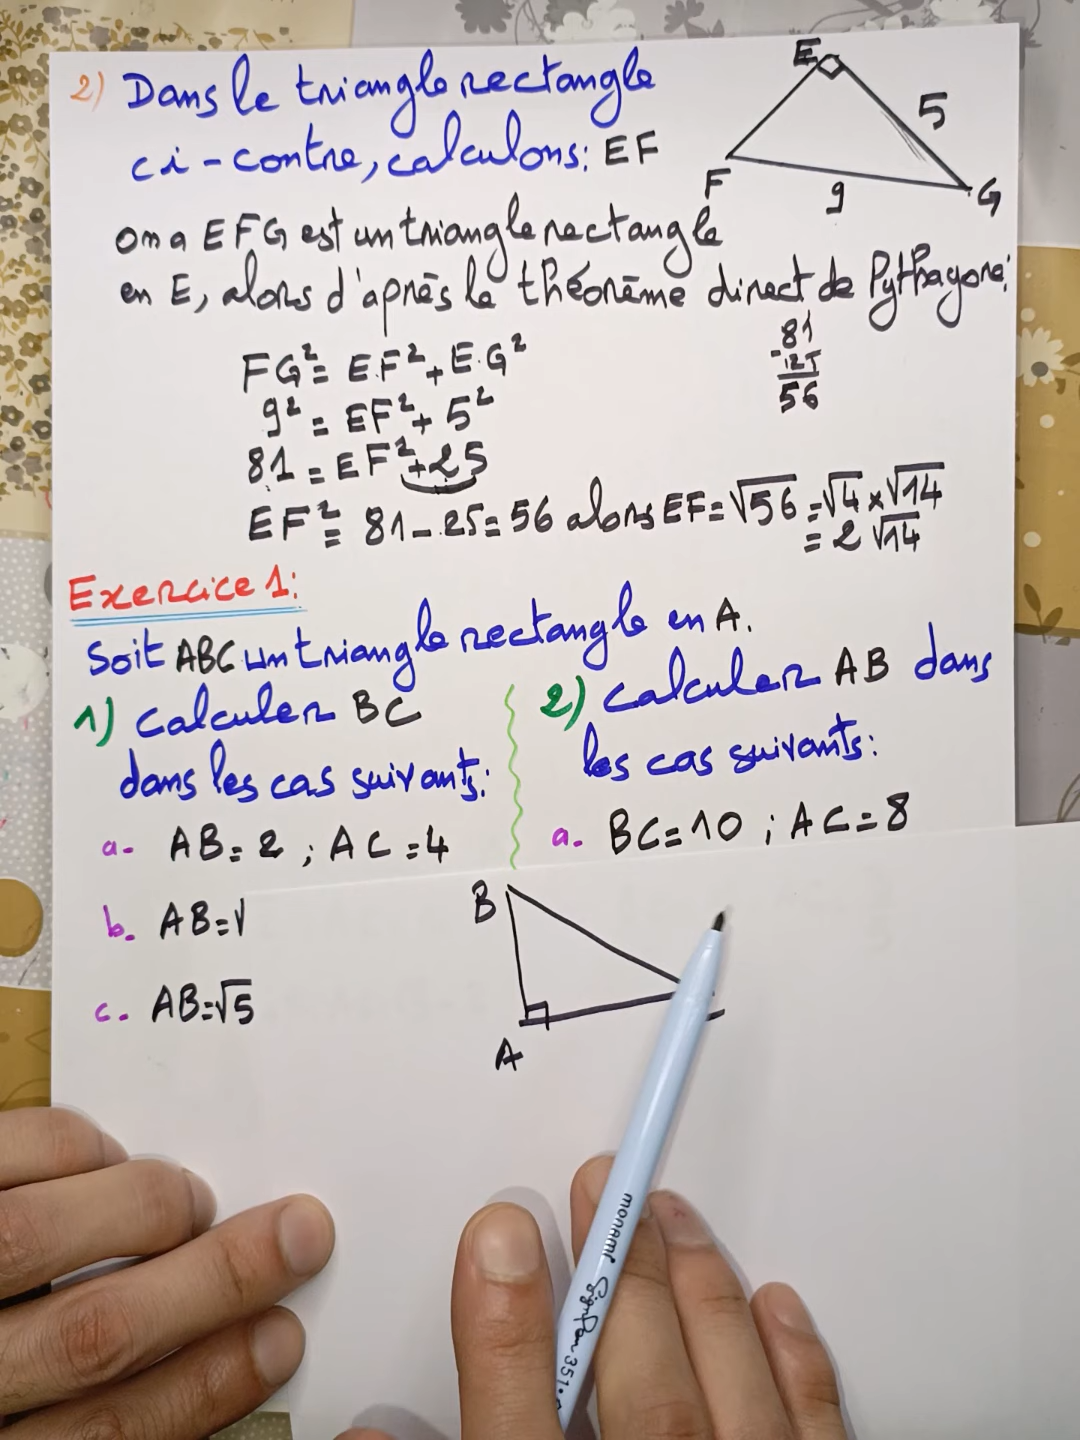 2) Dans le triangle rectangle
ci-contre, calculons: EF
E
5
F
9
G
on a EFG est un triangle rectangle
en E, alors d'après le théorème direct de Pythagore:
FG² = EF² + EG²
9² = EF² + 5²
81 = EF² + 25
EF² = 81 - 25 = 56 alors EF = √56 = √4 × √14
= 2√14
81
- 25
56
Exercice 1:
Soit ABC un triangle rectangle en A.
1) calculer BC
dans les cas suivants:
a- AB = 2 ; AC = 4
b. AB = √
c. AB = √5
2) calculer AB dans
les cas suivants:
a. BC = 10 ; AC = 8
B
A
monami SignPen 351